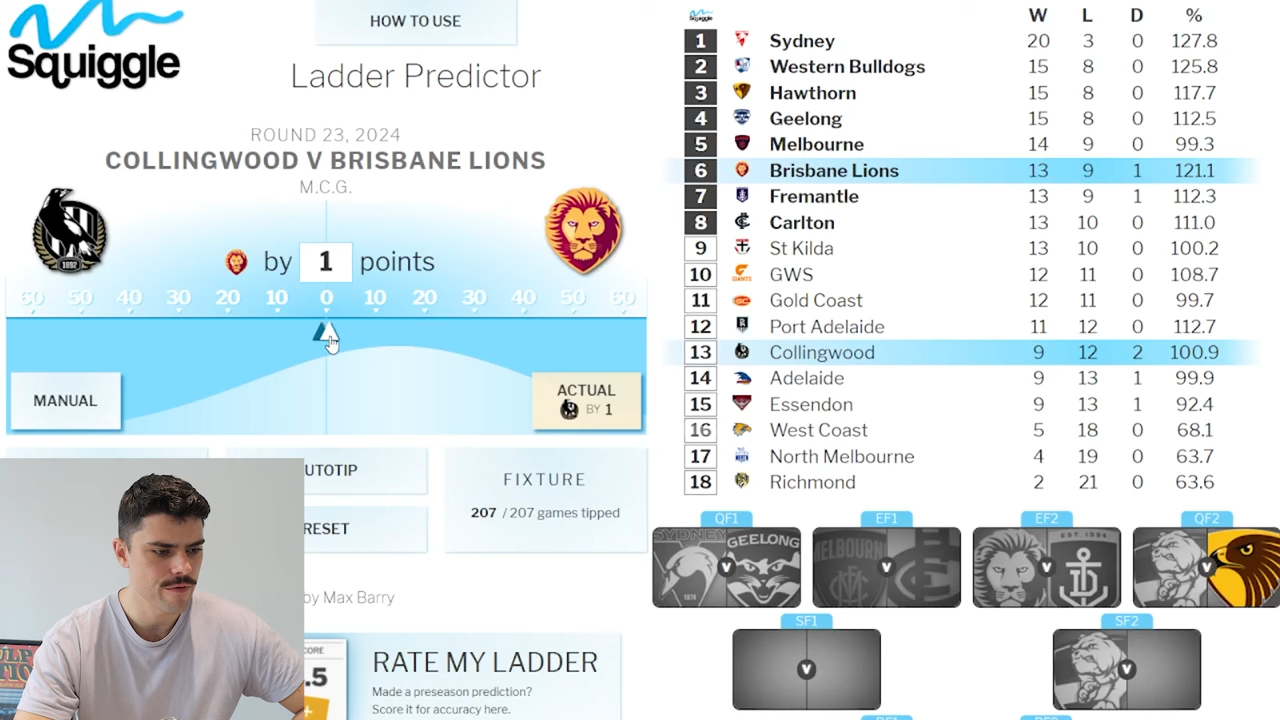 Squiggle
HOW TO USE
Ladder Predictor
ROUND 23, 2024
COLLINGWOOD V BRISBANE LIONS
M.C.G.
1892
by 1 points
60 50 40 30 20 10 0 10 20 30 40 50 60
MANUAL
ACTUAL
BY 1
UTOTIP
RESET
FIXTURE
207 / 207 games tipped
by Max Barry
CORE
.5
RATE MY LADDER
Made a preseason prediction?
Score it for accuracy here.
Squiggle W L D %
1 Sydney 20 3 0 127.8
2 Western Bulldogs 15 8 0 125.8
3 Hawthorn 15 8 0 117.7
4 Geelong 15 8 0 112.5
5 Melbourne 14 9 0 99.3
6 Brisbane Lions 13 9 1 121.1
7 Fremantle 13 9 1 112.3
8 Carlton 13 10 0 111.0
9 St Kilda 13 10 0 100.2
10 GWS 12 11 0 108.7
11 Gold Coast 12 11 0 99.7
12 Port Adelaide 11 12 0 112.7
13 Collingwood 9 12 2 100.9
14 Adelaide 9 13 1 99.9
15 Essendon 9 13 1 92.4
16 West Coast 5 18 0 68.1
17 North Melbourne 4 19 0 63.7
18 Richmond 2 21 0 63.6
QF1 EF1 EF2 QF2
SYDNEY V GEELONG
MELBOURNE V
V EST. 1994
V
SF1 SF2
V V